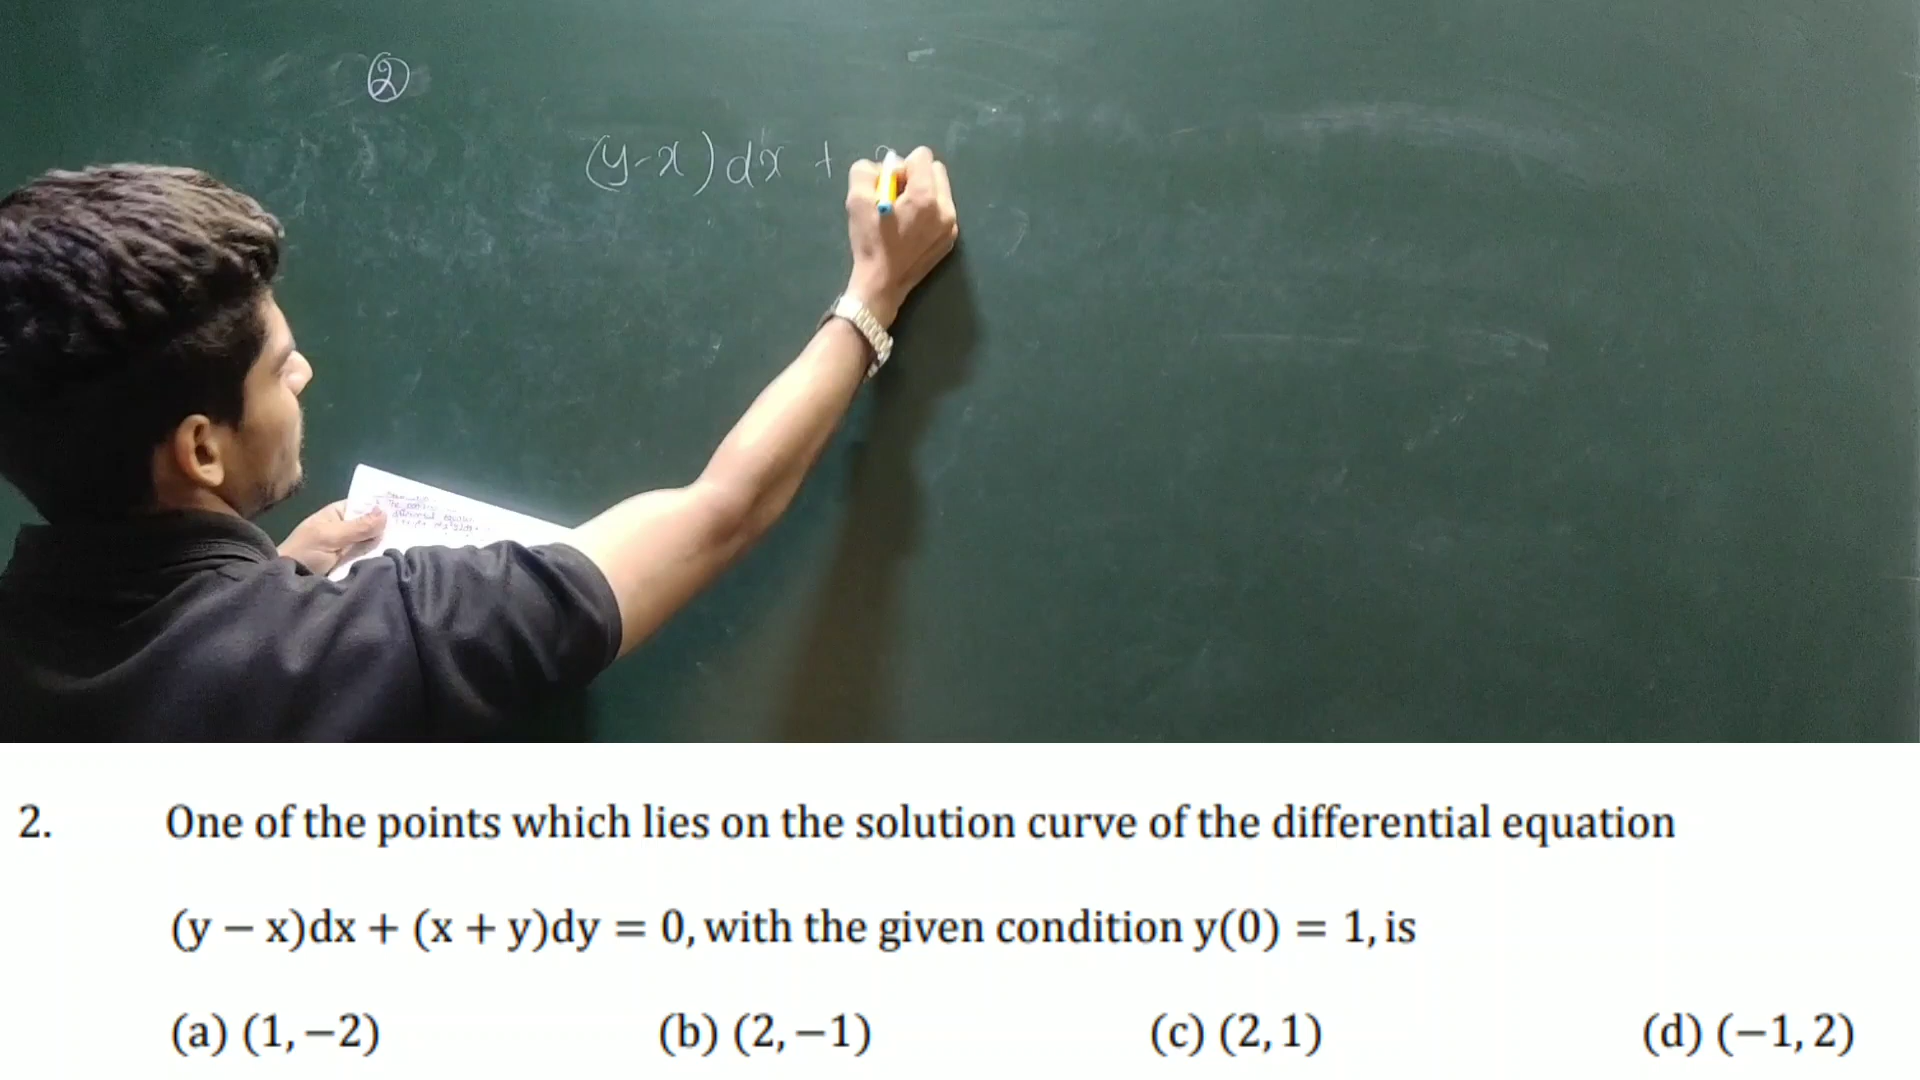 ②
(y-x)dx +
2. One of the points which lies on the solution curve of the differential equation
(y − x)dx + (x + y)dy = 0, with the given condition y(0) = 1, is
(a) (1, −2) (b) (2, −1) (c) (2, 1) (d) (−1, 2)